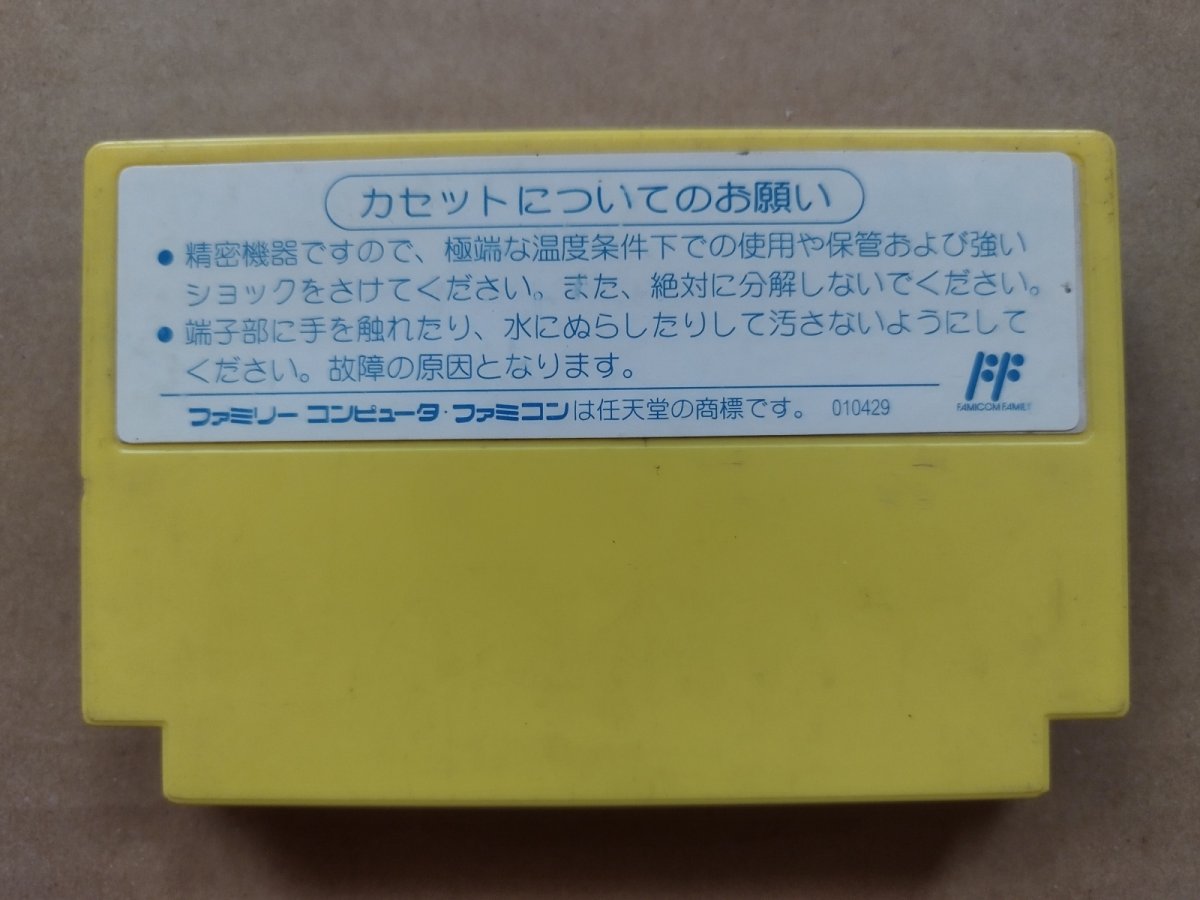 カセットについてのお願い
●精密機器ですので、極端な温度条件下での使用や保管および強い
ショックをさけてください。また、絶対に分解しないでください。
●端子部に手を触れたり、水にぬらしたりして汚さないようにして
ください。故障の原因となります。
FF
FAMICOM FAMILY
ファミリーコンピュータ・ファミコンは任天堂の商標です。 010429